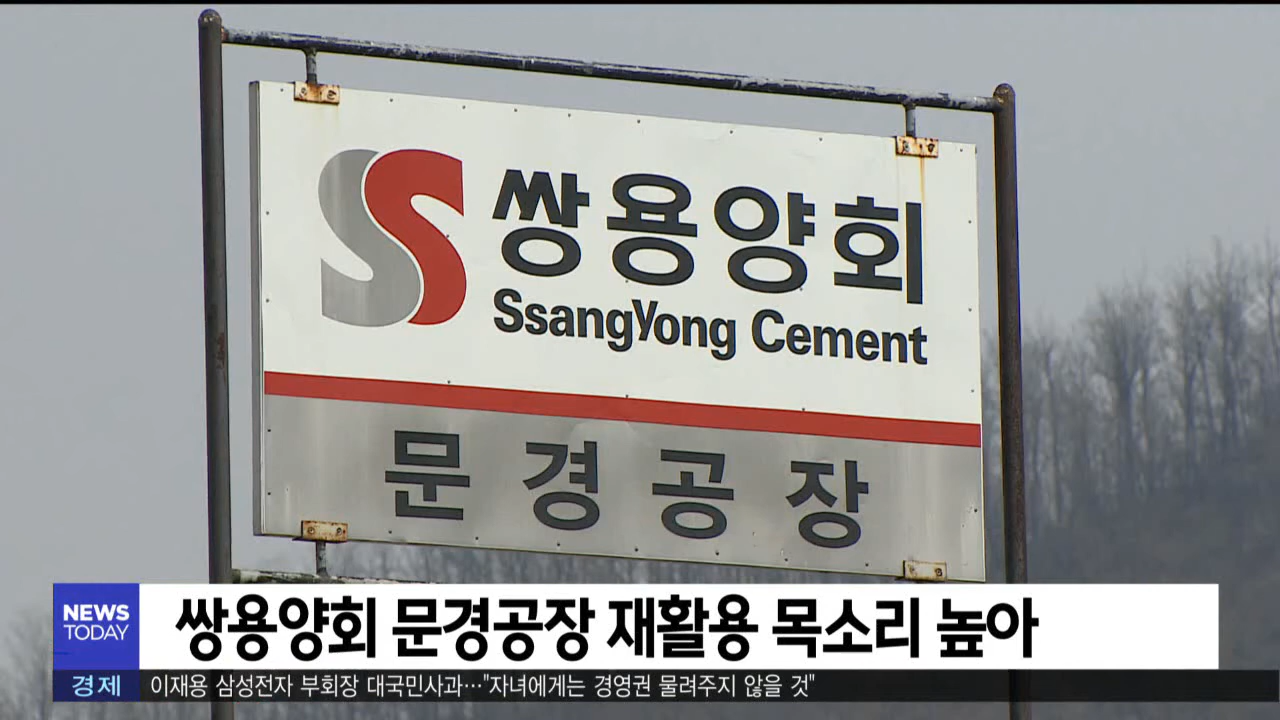 쌍용양회
SsangYong Cement
문경공장
NEWS
TODAY
쌍용양회 문경공장 재활용 목소리 높아
경제
이재용 삼성전자 부회장 대국민사과..."자녀에게는 경영권 물려주지 않을 것"